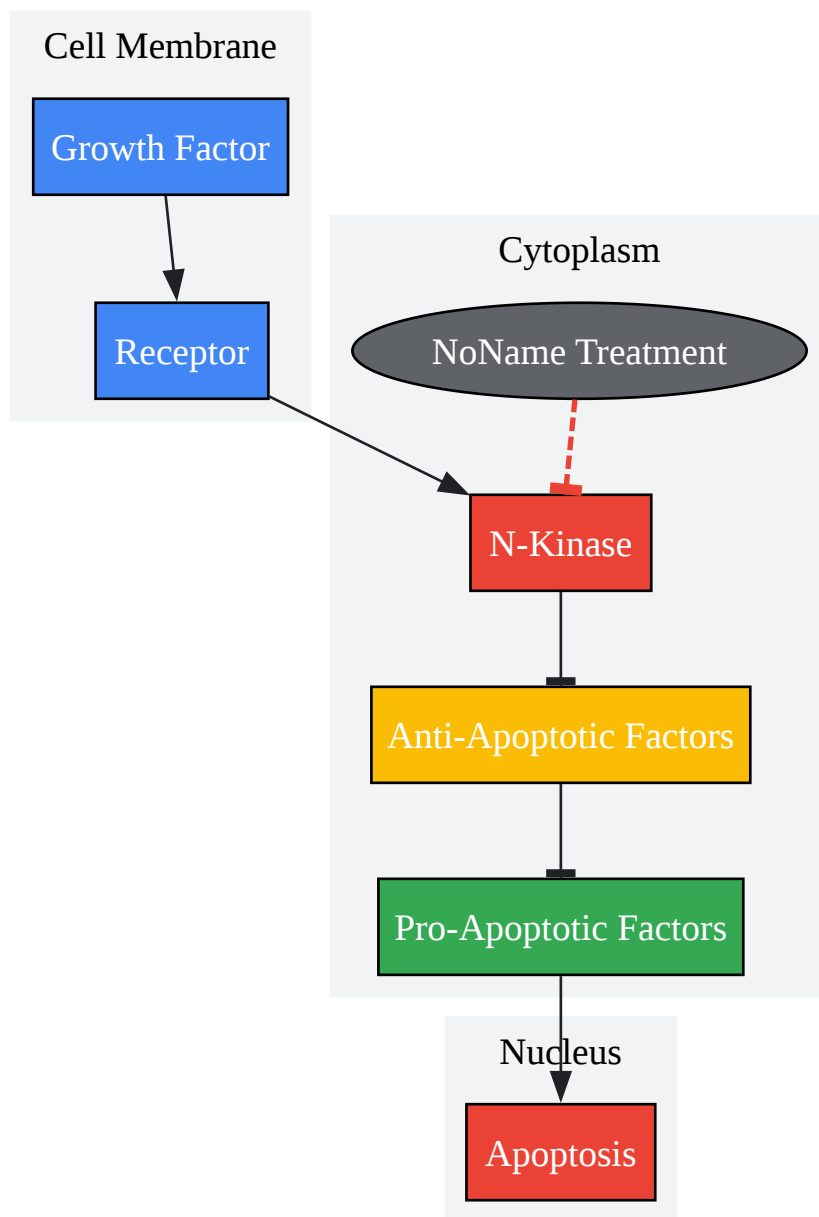 Cell Membrane
Growth Factor
Receptor
Cytoplasm
NoName Treatment
N-Kinase
Anti-Apoptotic Factors
Pro-Apoptotic Factors
Nucleus
Apoptosis